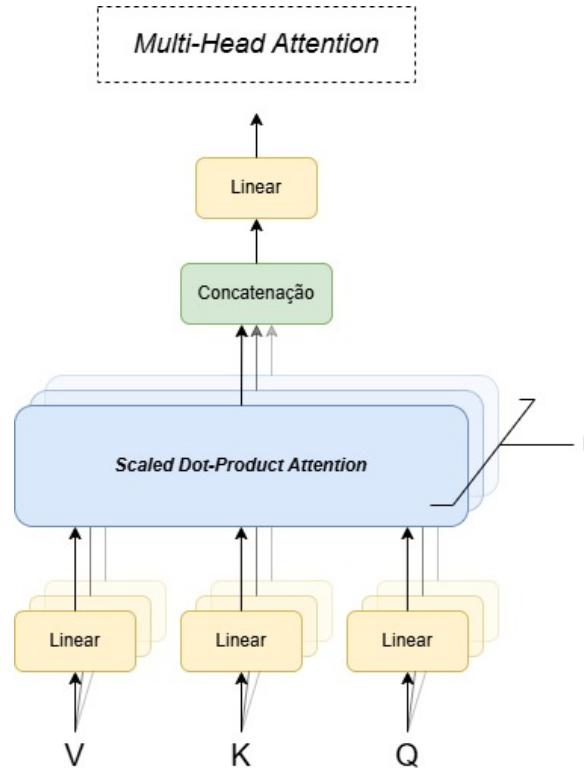 Multi-Head Attention
Linear
Concatenação
Scaled Dot-Product Attention
Linear
Linear
Linear
V
K
Q